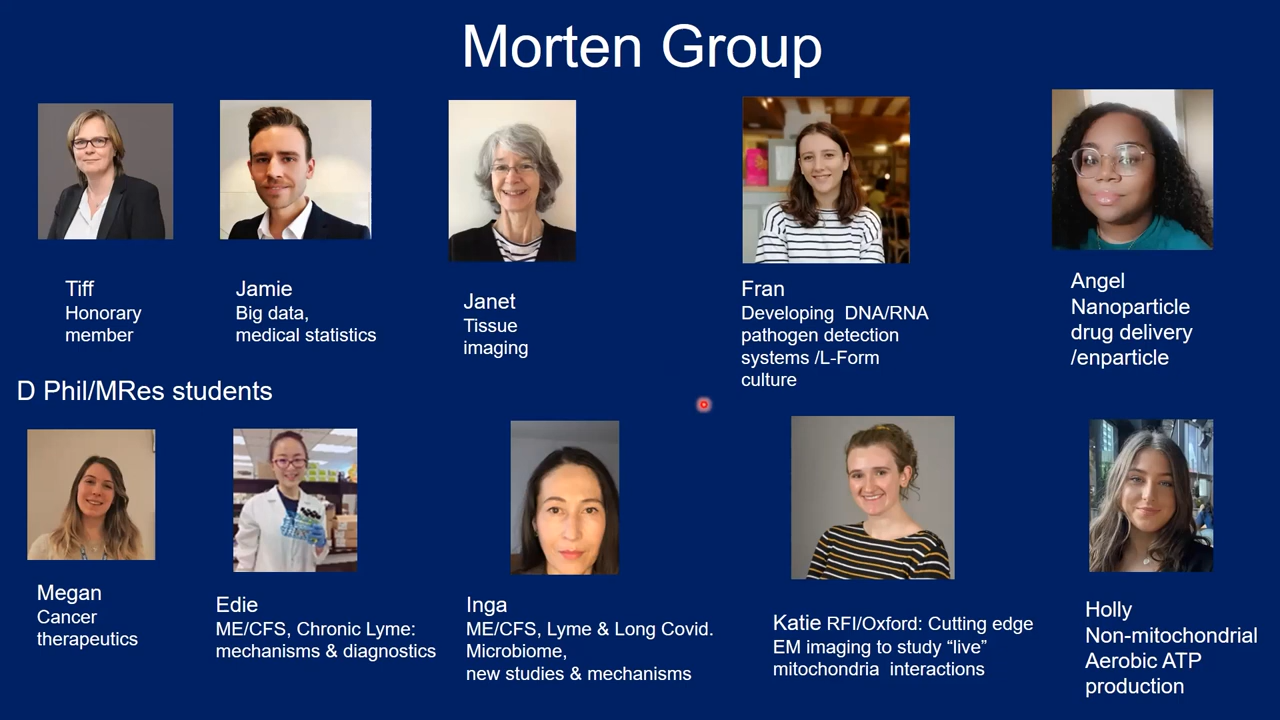 Morten Group
Tiff
Honorary
member
Jamie
Big data,
medical statistics
Janet
Tissue
imaging
Fran
Developing  DNA/RNA
pathogen detection
systems /L-Form
culture
Angel
Nanoparticle
drug delivery
/enparticle
D Phil/MRes students
Megan
Cancer
therapeutics
Edie
ME/CFS, Chronic Lyme:
mechanisms & diagnostics
Inga
ME/CFS, Lyme & Long Covid.
Microbiome,
new studies & mechanisms
Katie RFI/Oxford: Cutting edge
EM imaging to study “live”
mitochondria  interactions
Holly
Non-mitochondrial
Aerobic ATP
production